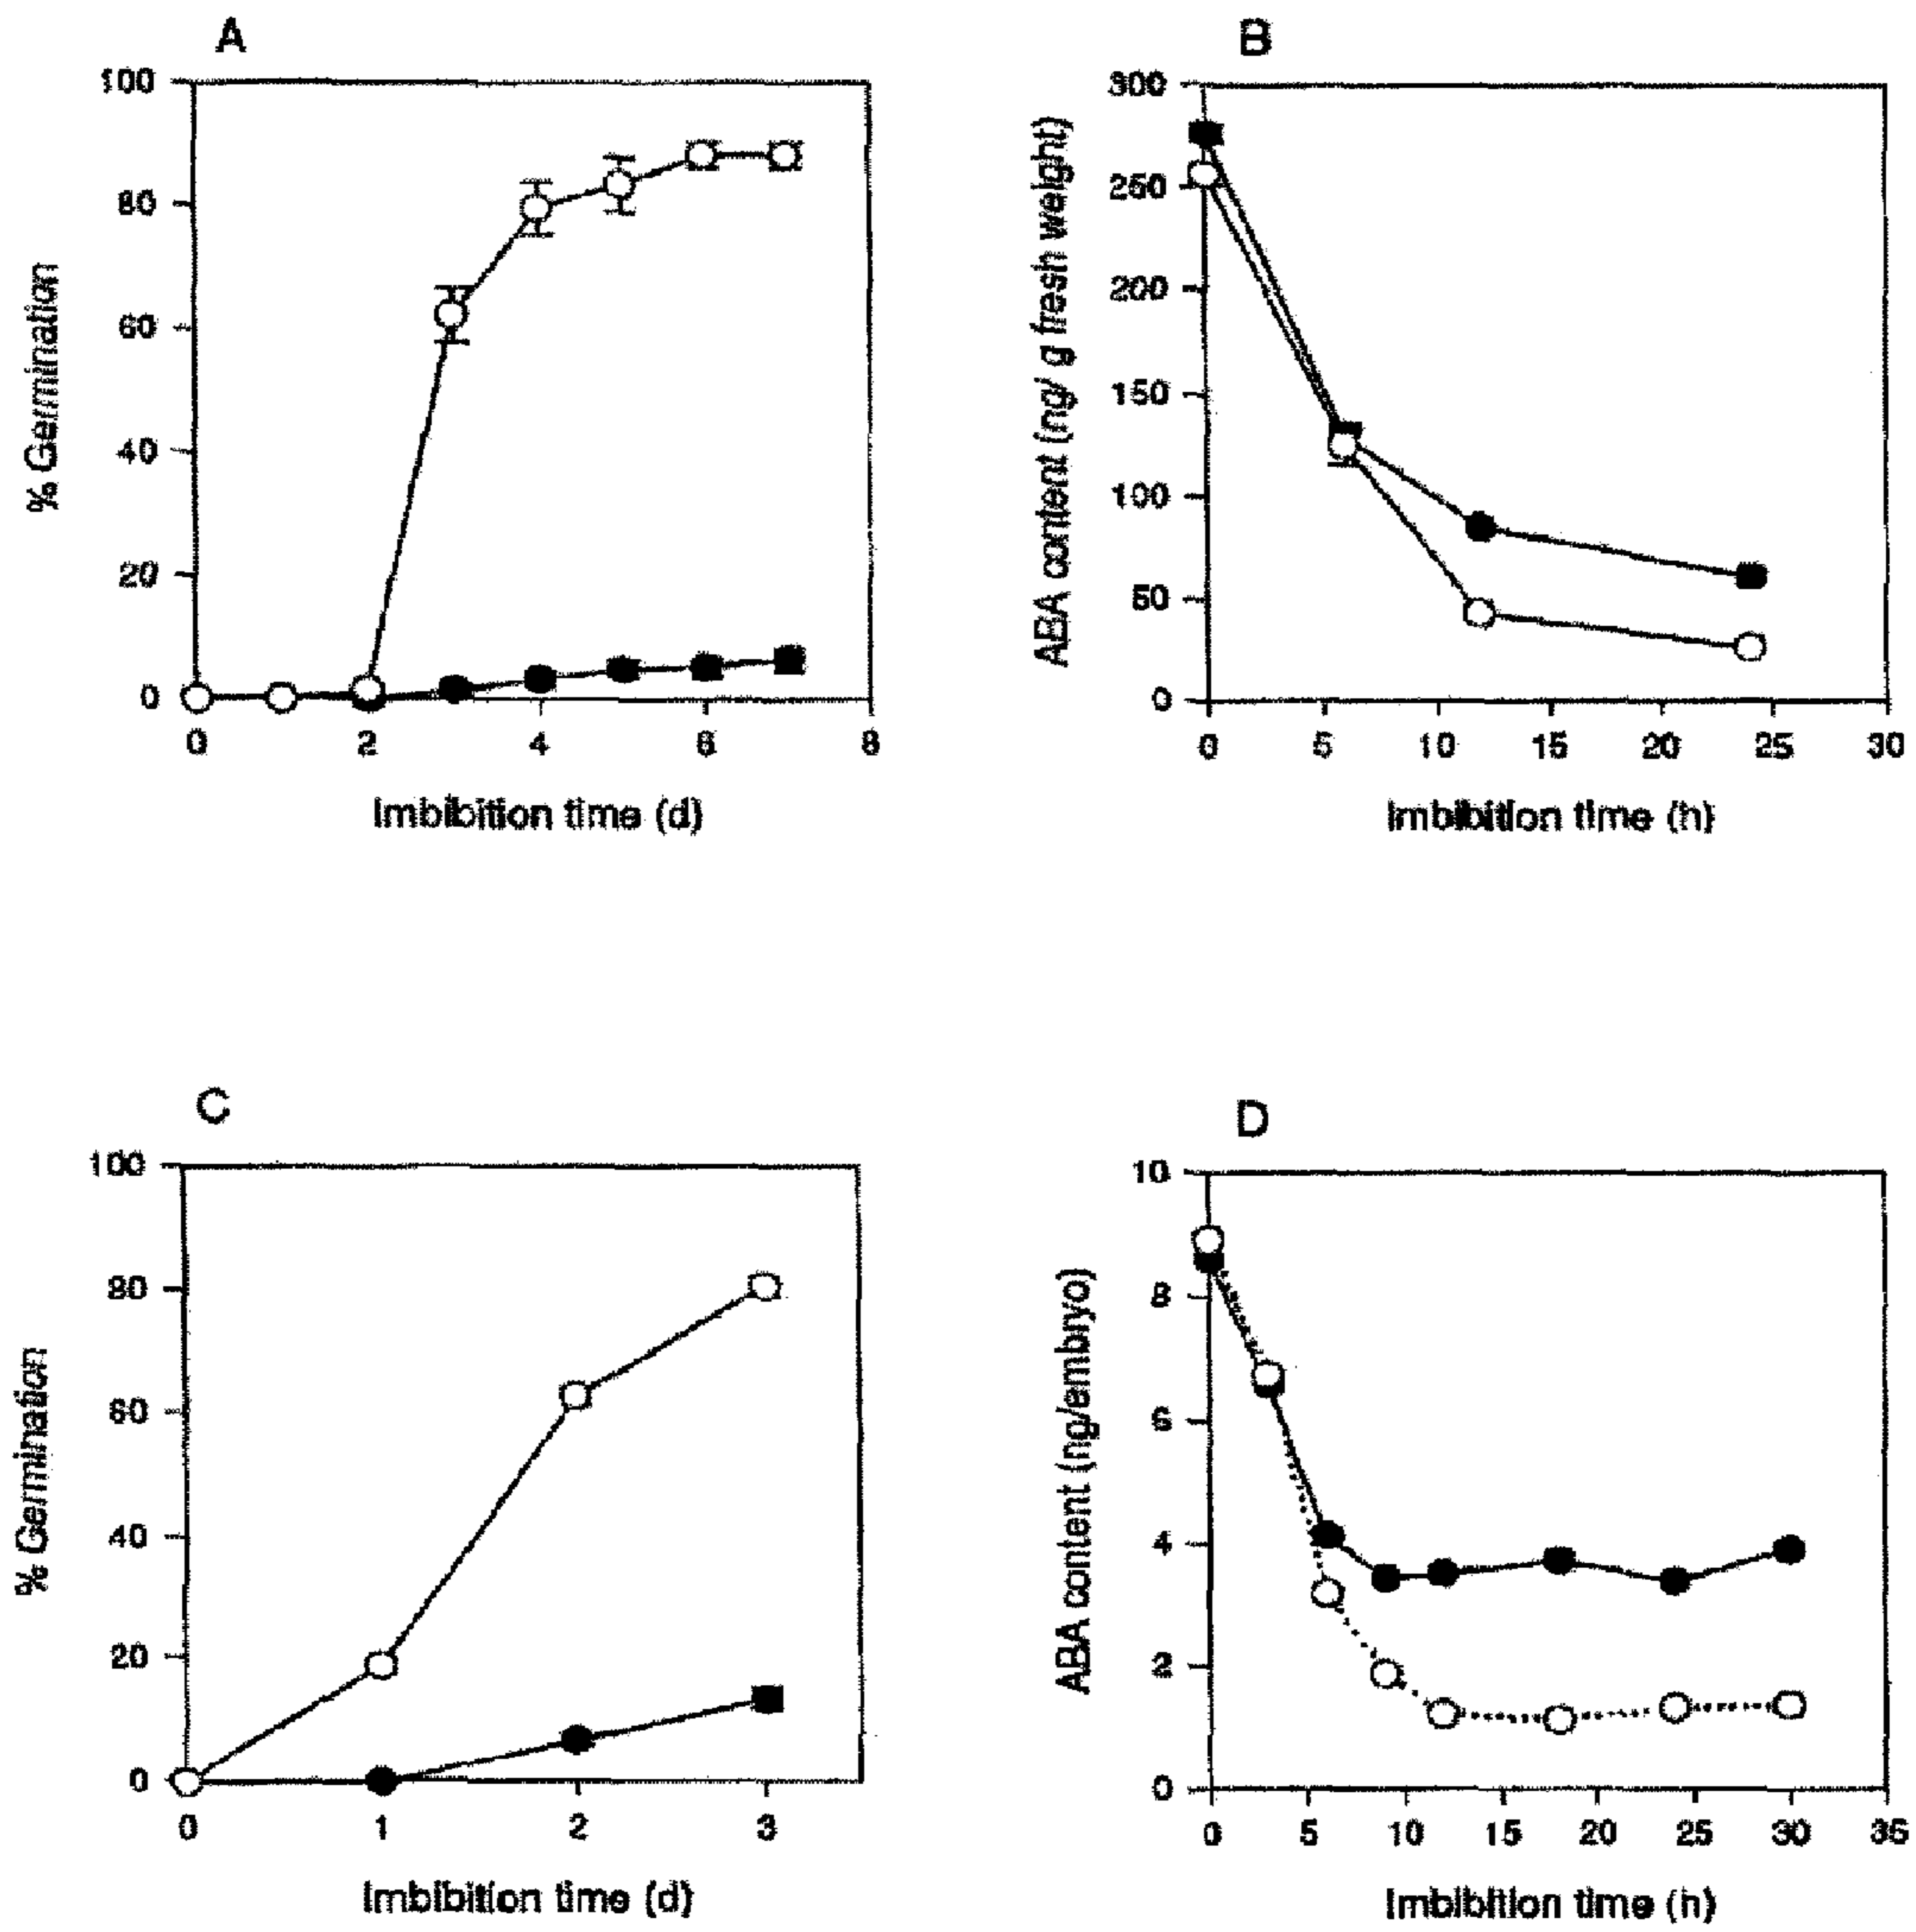 A
100
80
60
40
20
0
% Germination
0 2 4 6 8
Imbibition time (d)
B
300
250
200
150
100
50
0
ABA content (ng/ g fresh weight)
0 5 10 15 20 25 30
Imbibition time (h)
C
100
80
60
40
20
0
% Germination
0 1 2 3
Imbibition time (d)
D
10
8
6
4
2
0
ABA content (ng/embryo)
0 5 10 15 20 25 30 35
Imbibition time (h)